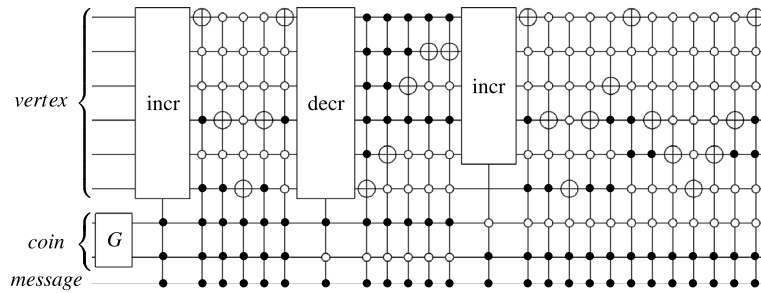 incr
decr
incr
vertex
coin
G
message